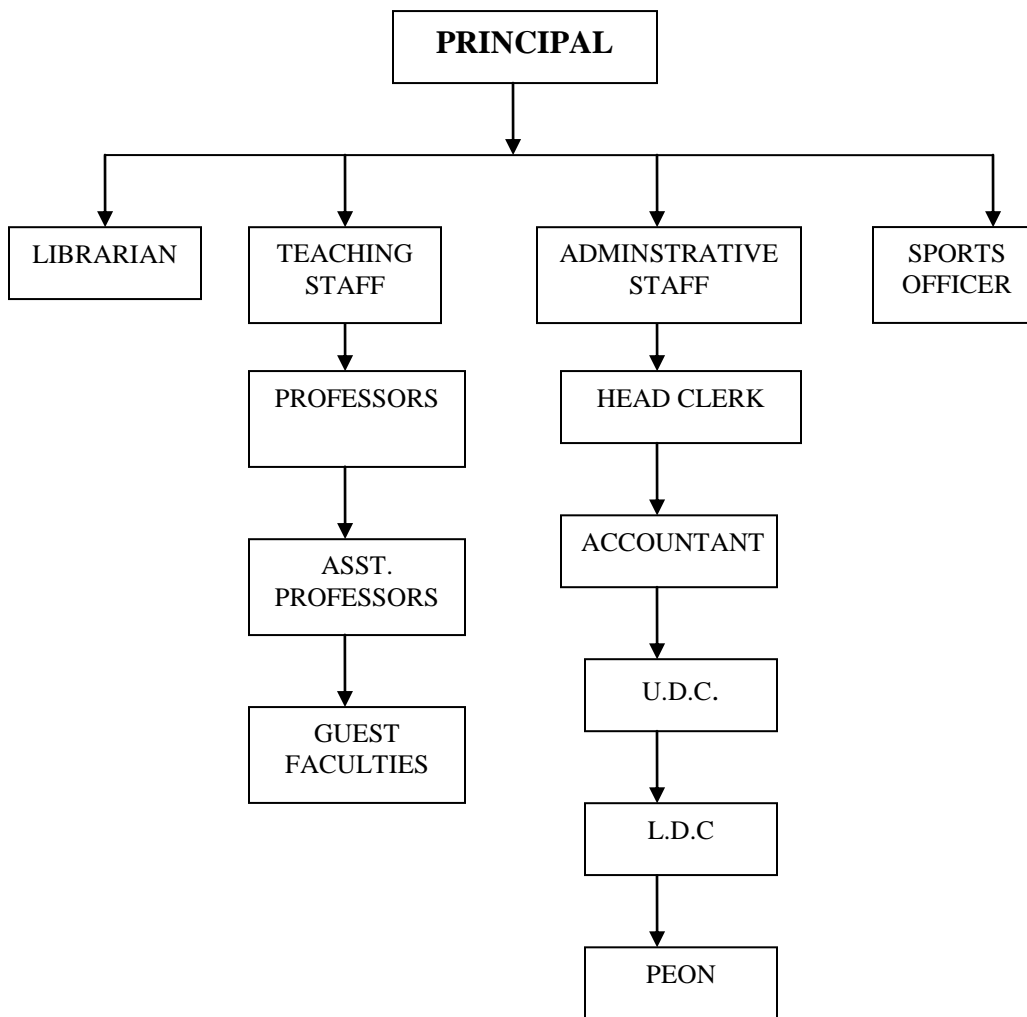 PRINCIPAL
LIBRARIAN
TEACHING
STAFF
ADMINSTRATIVE
STAFF
SPORTS
OFFICER
PROFESSORS
HEAD CLERK
ASST.
PROFESSORS
ACCOUNTANT
GUEST
FACULTIES
U.D.C.
L.D.C
PEON